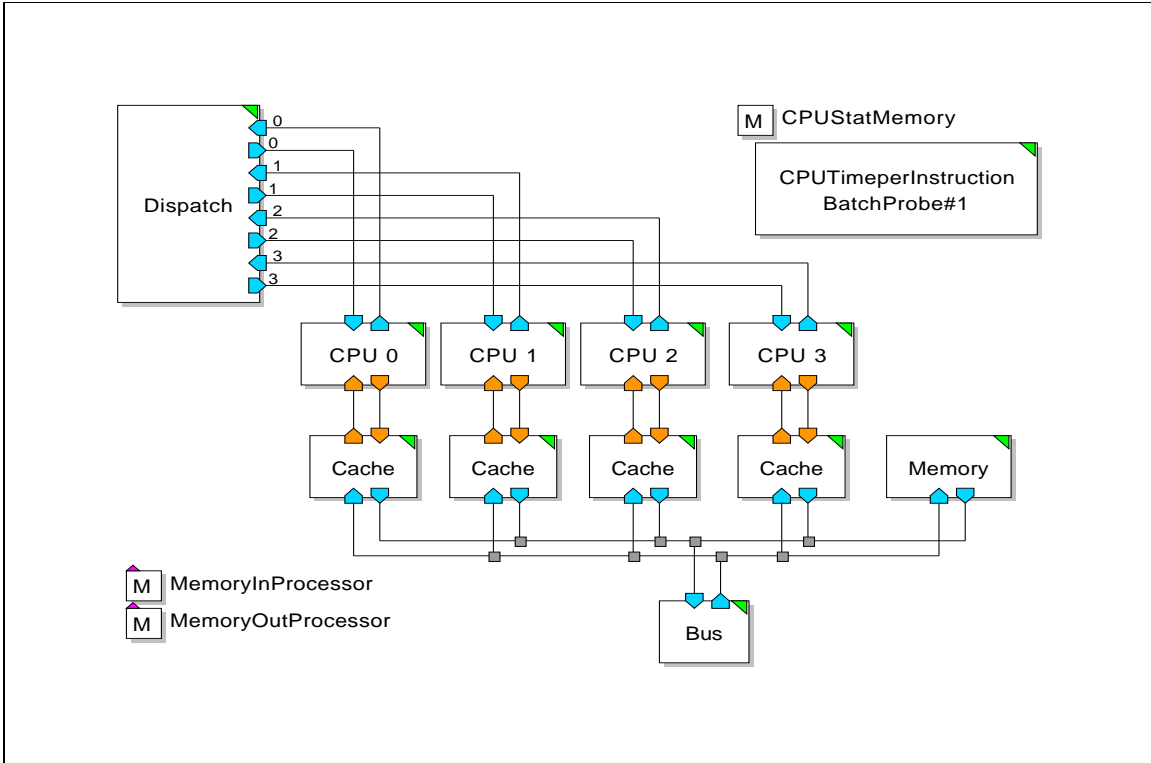 0
M CPUStatMemory
0
1
CPUTimeperInstruction
1
Dispatch
BatchProbe#1
2
2
3
3
CPU 0 CPU 1 CPU 2 CPU 3
Cache Cache Cache Cache Memory
M MemoryInProcessor
M MemoryOutProcessor
Bus